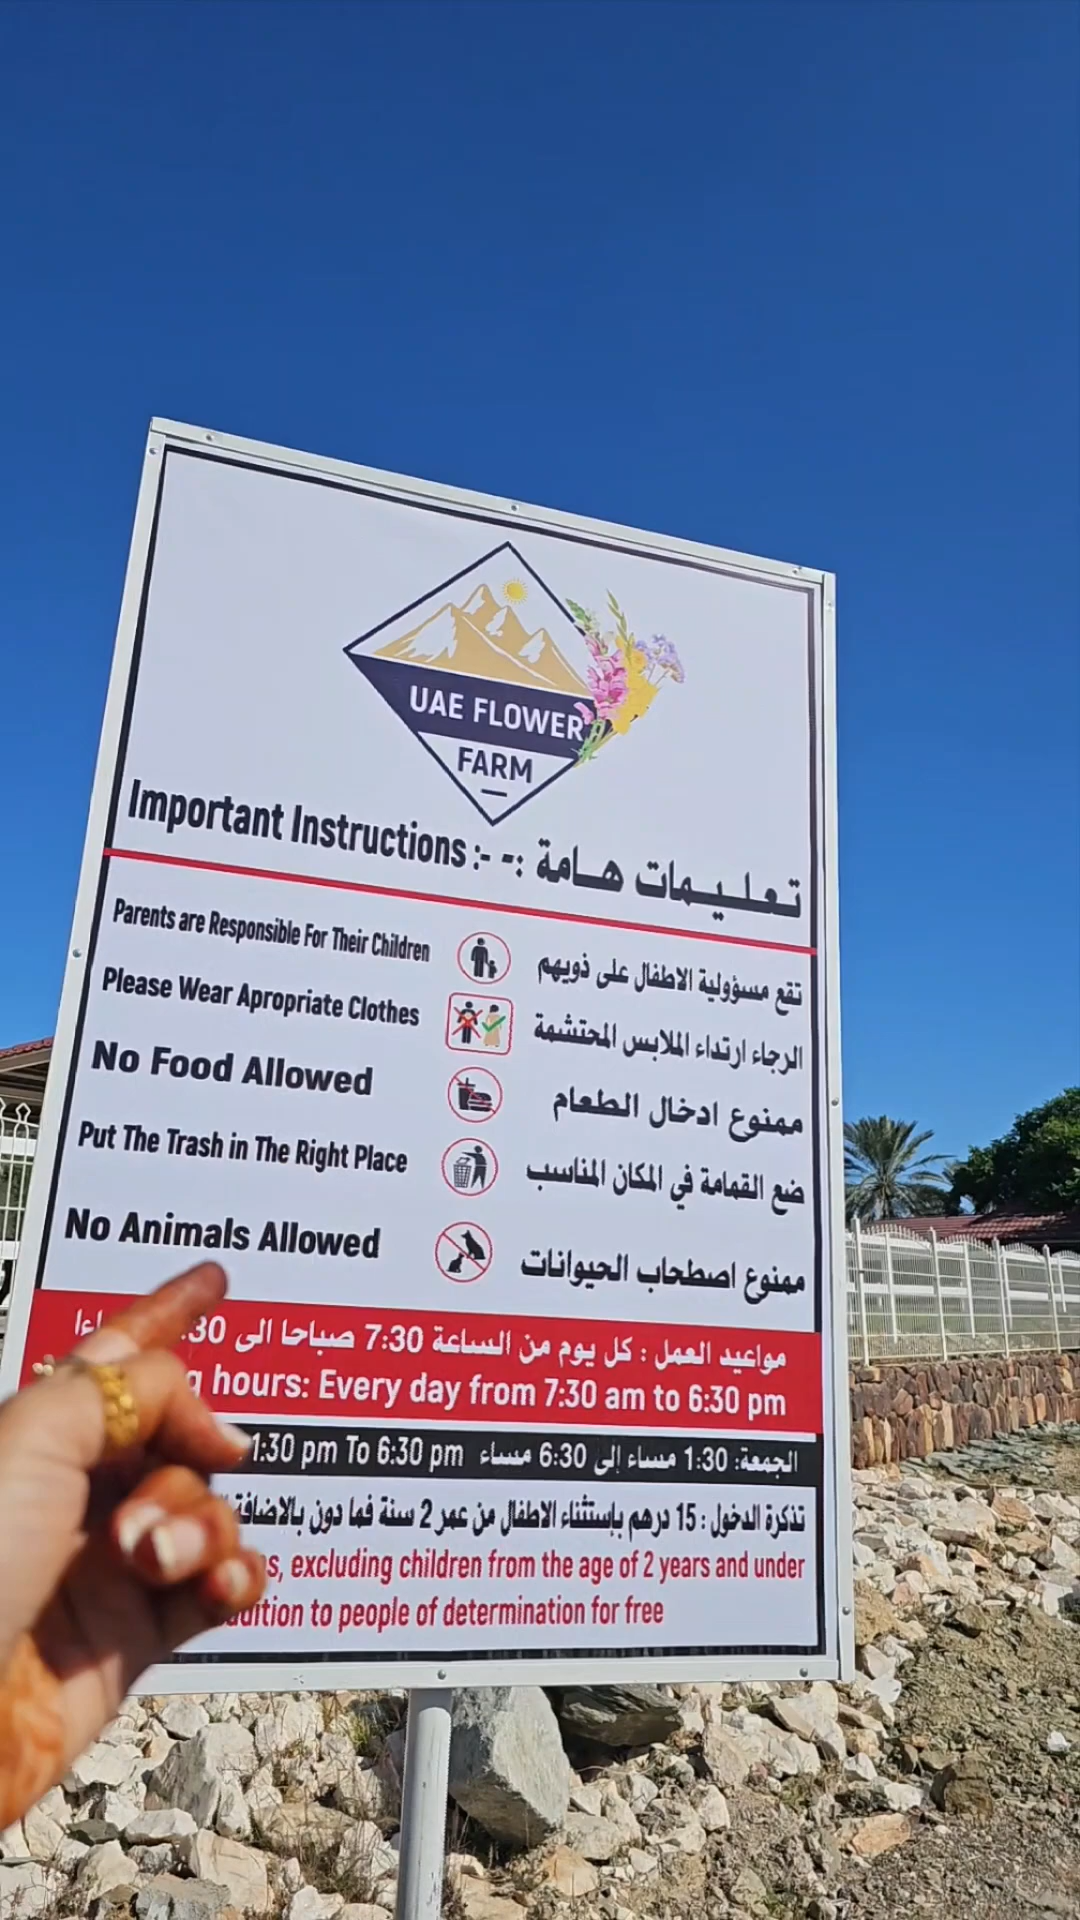 UAE FLOWER
FARM
Important Instructions :-
تعليمات هامة :-
Parents are Responsible For Their Children
تقع مسؤولية الاطفال على ذويهم
Please Wear Apropriate Clothes
الرجاء ارتداء الملابس المحتشمة
No Food Allowed
ممنوع ادخال الطعام
Put The Trash in The Right Place
ضع القمامة في المكان المناسب
No Animals Allowed
ممنوع اصطحاب الحيوانات
مواعيد العمل : كل يوم من الساعة 7:30 صباحا الى
hours: Every day from 7:30 am to 6:30 pm
الجمعة: 1:30 مساء إلى 6:30 مساء
1:30 pm To 6:30 pm
تذكرة الدخول : 15 درهم بإستثناء الاطفال من عمر 2 سنة فما دون بالاضافة
excluding children from the age of 2 years and under
to people of determination for free